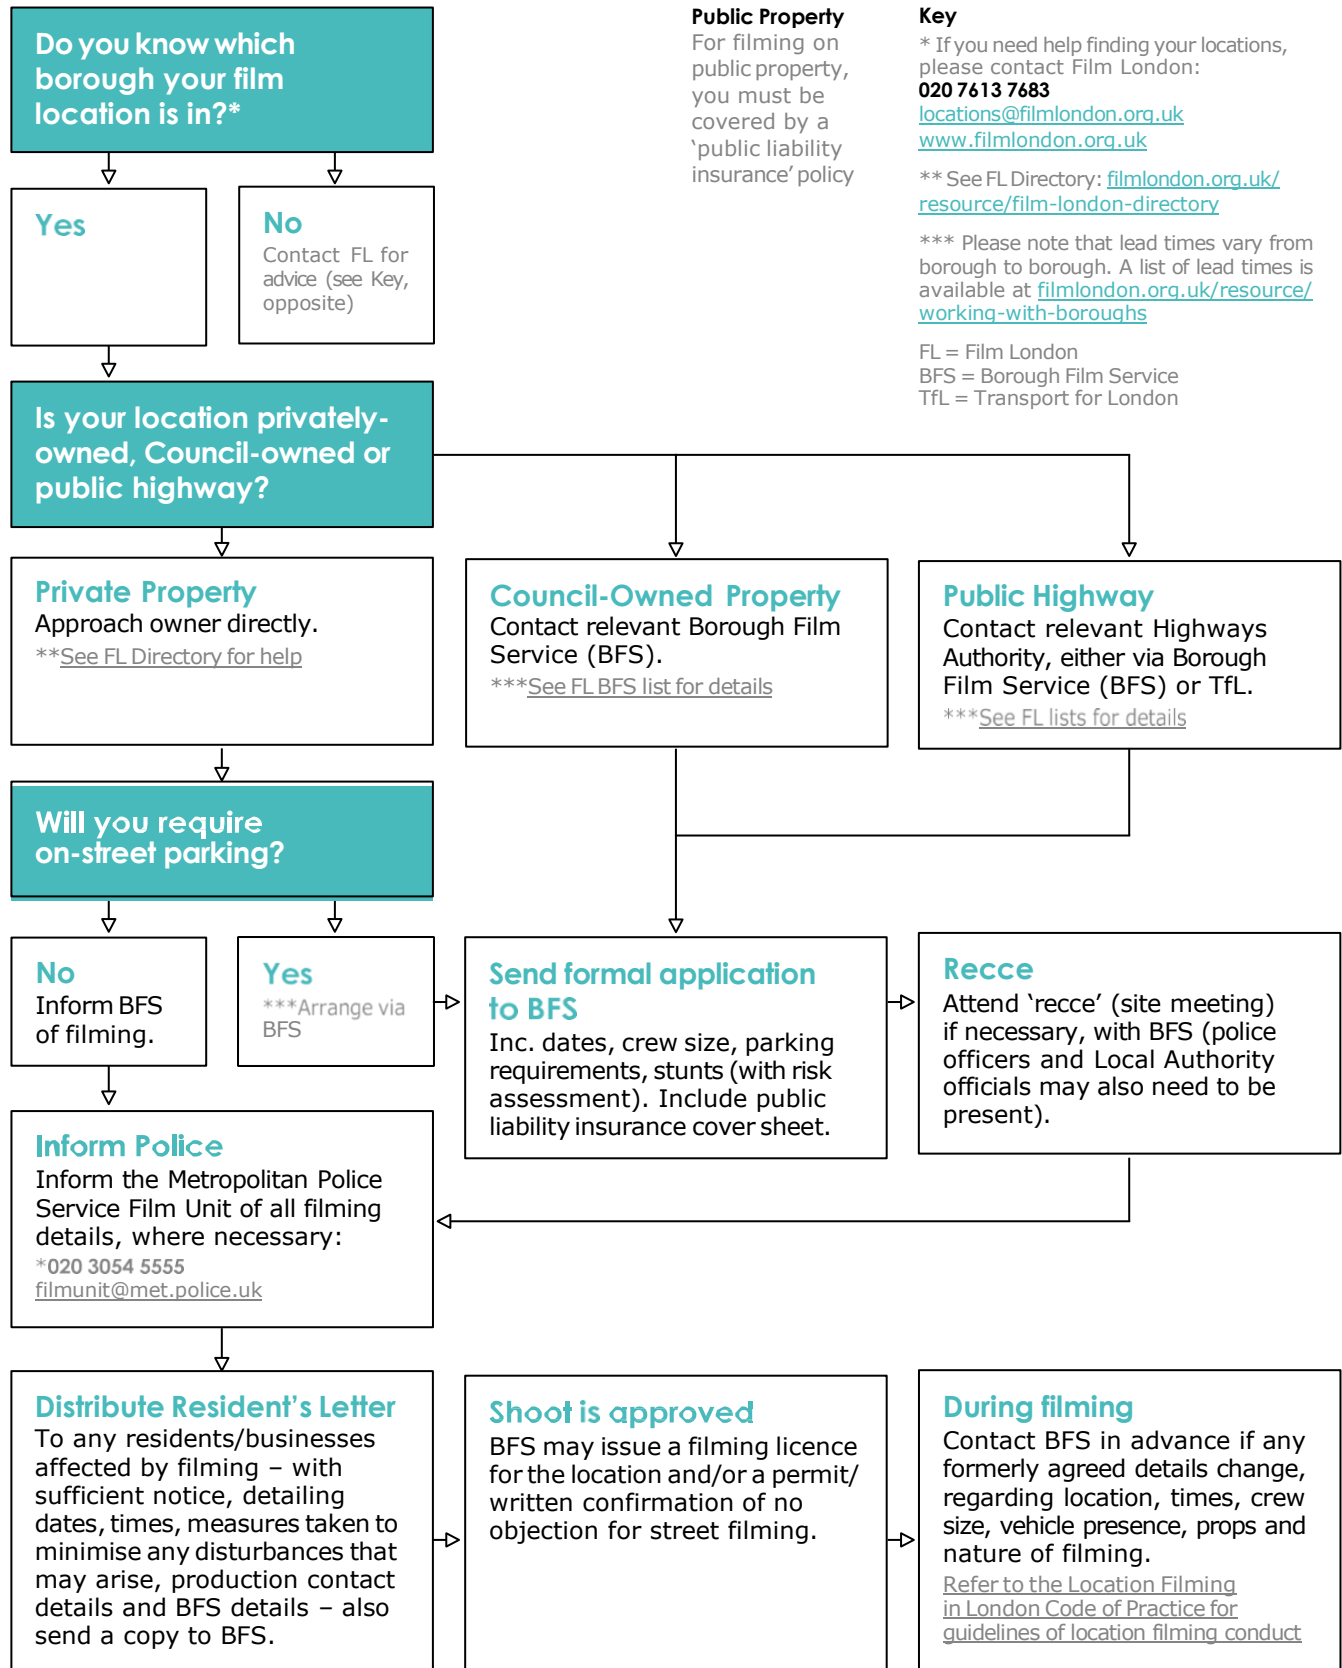 Do you know which
borough your film
location is in?*
Public Property
For filming on
public property,
you must be
covered by a
‘public liability
insurance’ policy
Key
* If you need help finding your locations,
please contact Film London:
020 7613 7683
locations@filmlondon.org.uk
www.filmlondon.org.uk
** See FL Directory: filmlondon.org.uk/
resource/film-london-directory
*** Please note that lead times vary from
borough to borough. A list of lead times is
available at filmlondon.org.uk/resource/
working-with-boroughs
FL = Film London
BFS = Borough Film Service
TfL = Transport for London
Yes
No
Contact FL for
advice (see Key,
opposite)
Is your location privately-
owned, Council-owned or
public highway?
Private Property
Approach owner directly.
**See FL Directory for help
Council-Owned Property
Contact relevant Borough Film
Service (BFS).
***See FL BFS list for details
Public Highway
Contact relevant Highways
Authority, either via Borough
Film Service (BFS) or TfL.
***See FL lists for details
Will you require
on-street parking?
No
Inform BFS
of filming.
Yes
***Arrange via
BFS
Send formal application
to BFS
Inc. dates, crew size, parking
requirements, stunts (with risk
assessment). Include public
liability insurance cover sheet.
Recce
Attend ‘recce’ (site meeting)
if necessary, with BFS (police
officers and Local Authority
officials may also need to be
present).
Inform Police
Inform the Metropolitan Police
Service Film Unit of all filming
details, where necessary:
*020 3054 5555
filmunit@met.police.uk
Distribute Resident’s Letter
To any residents/businesses
affected by filming – with
sufficient notice, detailing
dates, times, measures taken to
minimise any disturbances that
may arise, production contact
details and BFS details – also
send a copy to BFS.
Shoot is approved
BFS may issue a filming licence
for the location and/or a permit/
written confirmation of no
objection for street filming.
During filming
Contact BFS in advance if any
formerly agreed details change,
regarding location, times, crew
size, vehicle presence, props and
nature of filming.
Refer to the Location Filming
in London Code of Practice for
guidelines of location filming conduct